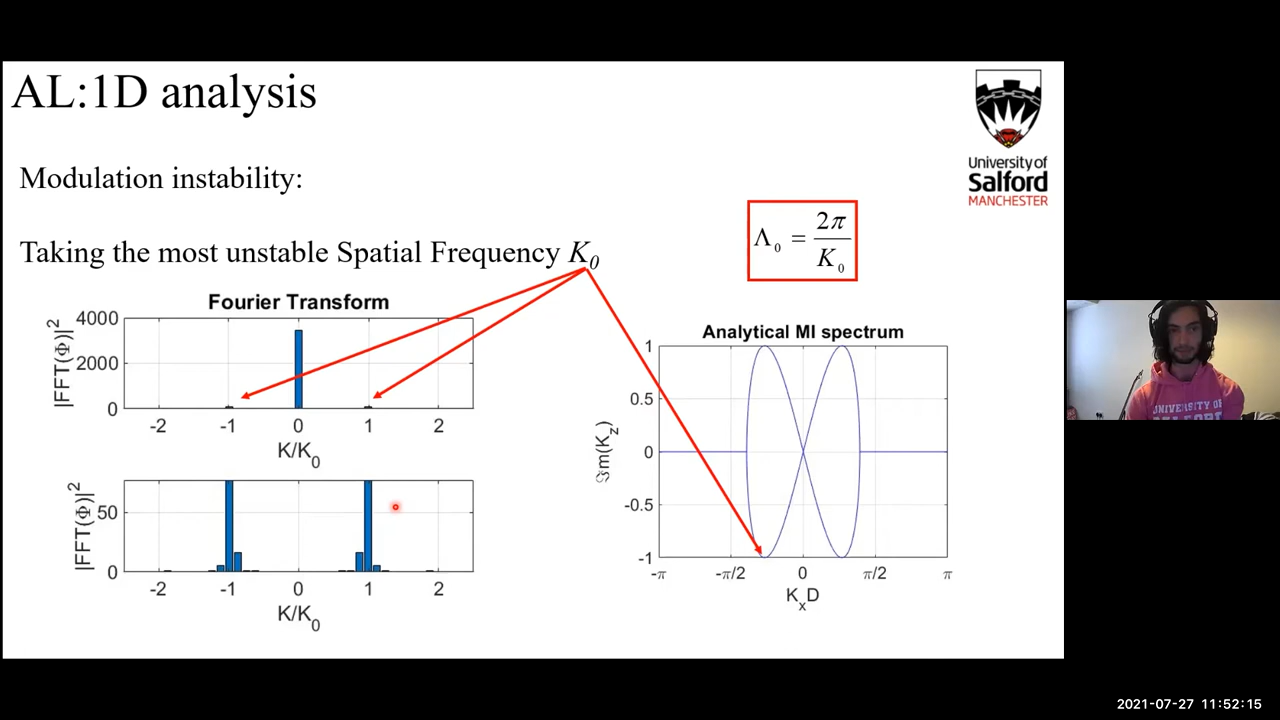 AL:1D analysis
University of
Salford
MANCHESTER
Modulation instability:
Λ₀ = 2π / K₀
Taking the most unstable Spatial Frequency K₀
Fourier Transform
|FFT(Φ)|²
4000
2000
0
-2 -1 0 1 2
K/K₀
|FFT(Φ)|²
50
0
-2 -1 0 1 2
K/K₀
Analytical MI spectrum
ℑm(K_z)
1
0.5
0
-0.5
-1
-π -π/2 0 π/2 π
KₓD
UNIVERSITY OF
2021-07-27 11:52:15